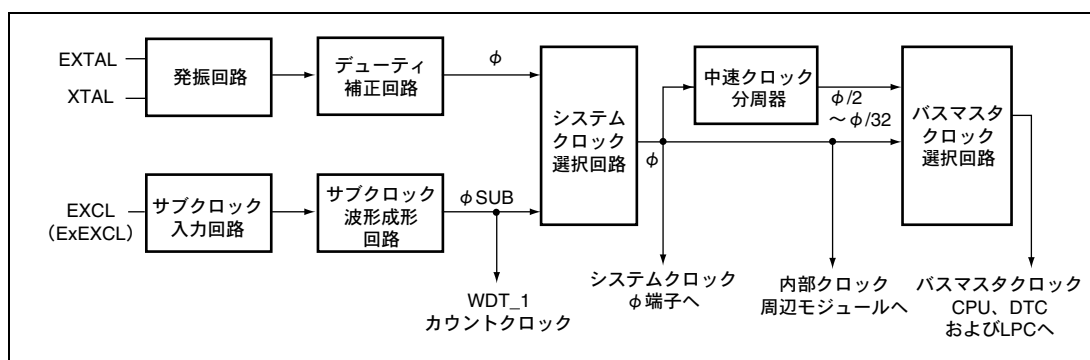 EXTAL
XTAL
発振回路
デューティ
補正回路
φ
システム
クロック
選択回路
φ
中速クロック
分周器
φ/2
～φ/32
バスマスタ
クロック
選択回路
EXCL
（ExEXCL）
サブクロック
入力回路
サブクロック
波形成形
回路
φSUB
WDT_1
カウントクロック
システムクロック
φ端子へ
内部クロック
周辺モジュールへ
バスマスタクロック
CPU、DTC
およびLPCへ